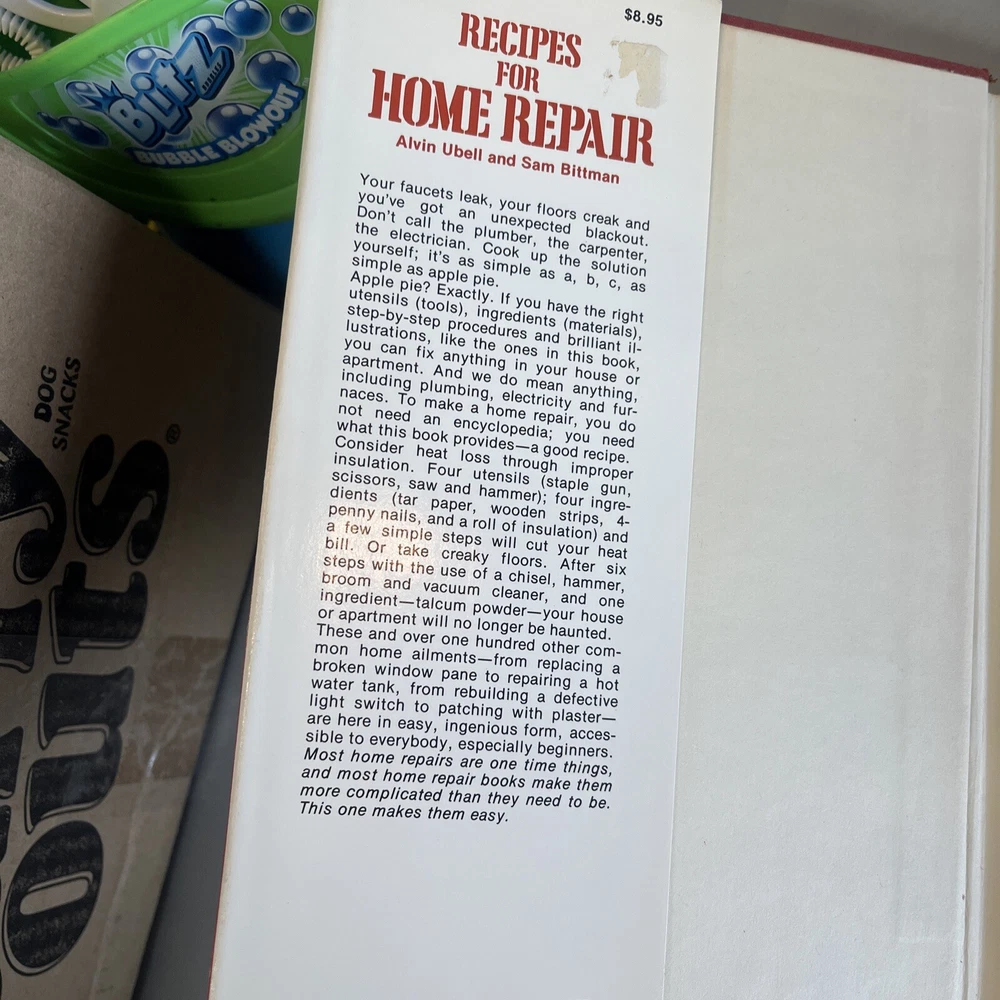 $8.95
RECIPES
FOR
HOME REPAIR
Alvin Ubell and Sam Bittman
Your faucets leak, your floors creak and
you've got an unexpected blackout.
Don't call the plumber, the carpenter,
the electrician. Cook up the solution
yourself; it's as simple as a, b, c, as
simple as apple pie.
Apple pie? Exactly. If you have the right
utensils (tools), ingredients (materials),
step-by-step procedures and brilliant il-
lustrations, like the ones in this book,
you can fix anything in your house or
apartment. And we do mean anything,
including plumbing, electricity and fur-
naces. To make a home repair, you do
not need an encyclopedia; you need
what this book provides—a good recipe.
Consider heat loss through improper
insulation. Four utensils (staple gun,
scissors, saw and hammer); four ingre-
dients (tar paper, wooden strips, 4-
penny nails, and a roll of insulation) and
a few simple steps will cut your heat
bill. Or take creaky floors. After six
steps with the use of a chisel, hammer,
broom and vacuum cleaner, and one
ingredient—talcum powder—your house
or apartment will no longer be haunted.
These and over one hundred other com-
mon home ailments—from replacing a
broken window pane to repairing a hot
water tank, from rebuilding a defective
light switch to patching with plaster—
are here in easy, ingenious form, acces-
sible to everybody, especially beginners.
Most home repairs are one time things,
and most home repair books make them
more complicated than they need to be.
This one makes them easy.
Blitz
BUBBLE BLOWOUT
DOG
SNACKS
onuts®